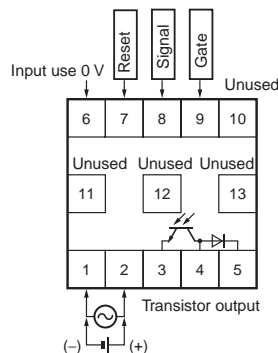 Reset
Signal
Gate
Input use 0 V
Unused
6 7 8 9 10
Unused Unused Unused
11 12 13
1 2 3 4 5
Transistor output
(–) (+)